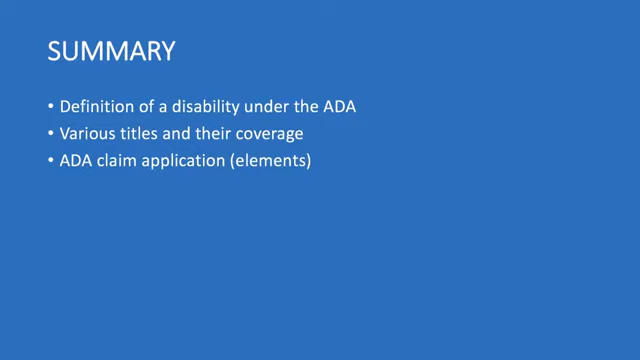 SUMMARY
• Definition of a disability under the ADA
• Various titles and their coverage
• ADA claim application (elements)